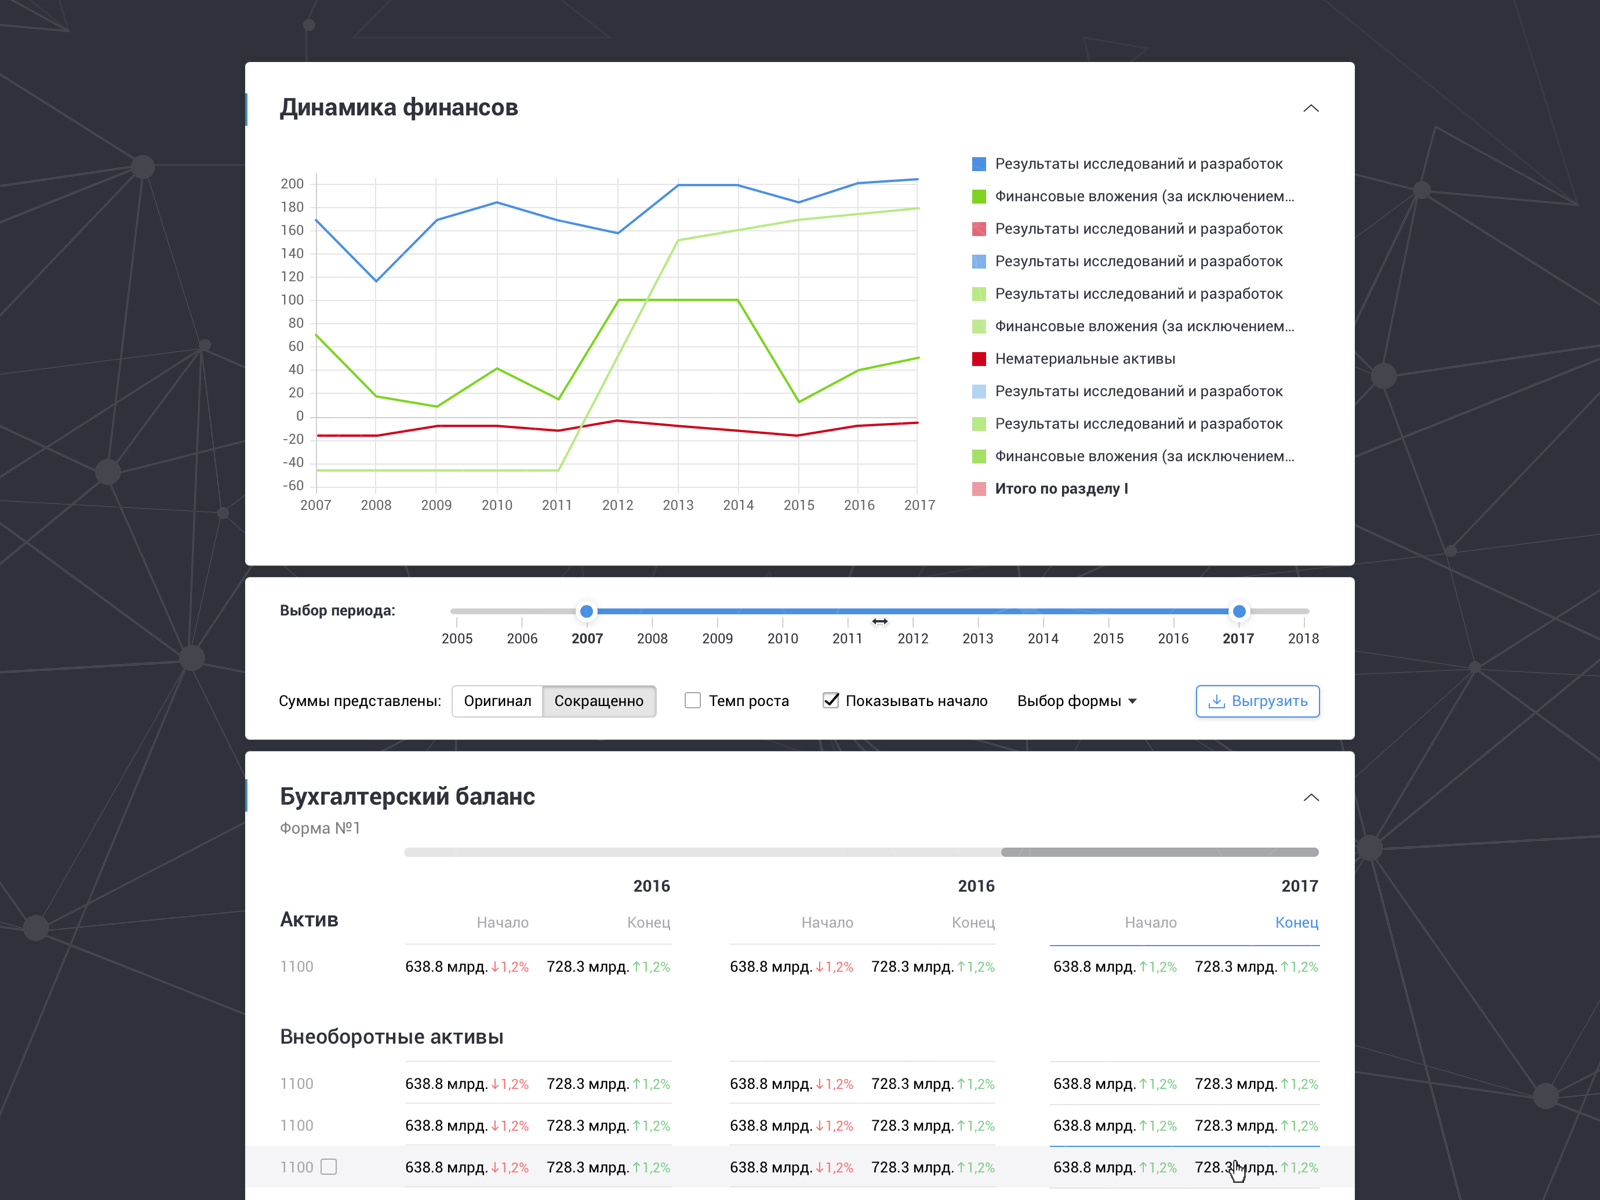 Динамика финансов
200
180
160
140
120
100
80
60
40
20
0
-20
-40
-60
2007 2008 2009 2010 2011 2012 2013 2014 2015 2016 2017
Результаты исследований и разработок
Финансовые вложения (за исключением...
Результаты исследований и разработок
Результаты исследований и разработок
Результаты исследований и разработок
Финансовые вложения (за исключением...
Нематериальные активы
Результаты исследований и разработок
Результаты исследований и разработок
Финансовые вложения (за исключением...
Итого по разделу I
Выбор периода:
2005 2006 2007 2008 2009 2010 2011 2012 2013 2014 2015 2016 2017 2018
Суммы представлены: Оригинал Сокращенно Темп роста Показывать начало Выбор формы Выгрузить
Бухгалтерский баланс
Форма №1
2016 2016 2017
Актив Начало Конец Начало Конец Начало Конец
1100 638.8 млрд. ↓1,2% 728.3 млрд. ↑1,2% 638.8 млрд. ↓1,2% 728.3 млрд. ↑1,2% 638.8 млрд. ↑1,2% 728.3 млрд. ↑1,2%
Внеоборотные активы
1100 638.8 млрд. ↓1,2% 728.3 млрд. ↑1,2% 638.8 млрд. ↓1,2% 728.3 млрд. ↑1,2% 638.8 млрд. ↑1,2% 728.3 млрд. ↑1,2%
1100 638.8 млрд. ↓1,2% 728.3 млрд. ↑1,2% 638.8 млрд. ↓1,2% 728.3 млрд. ↑1,2% 638.8 млрд. ↑1,2% 728.3 млрд. ↑1,2%
1100 638.8 млрд. ↓1,2% 728.3 млрд. ↑1,2% 638.8 млрд. ↓1,2% 728.3 млрд. ↑1,2% 638.8 млрд. ↑1,2% 728.3 млрд. ↑1,2%